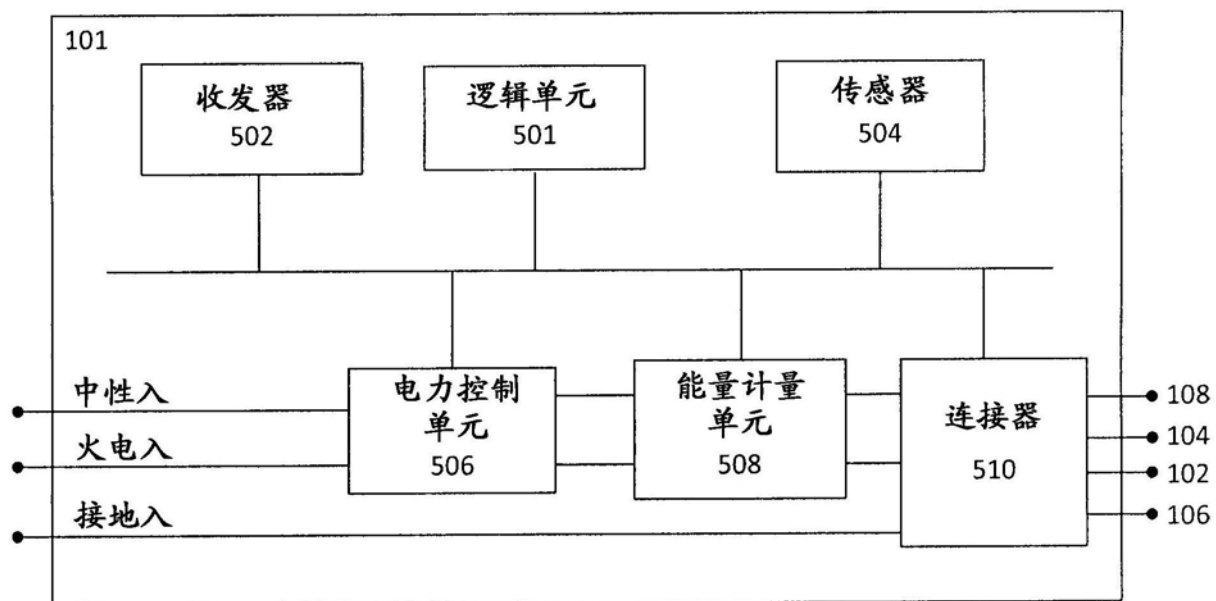 101
收发器
502
逻辑单元
501
传感器
504
中性入
火电入
接地入
电力控制
单元
506
能量计量
单元
508
连接器
510
108
104
102
106